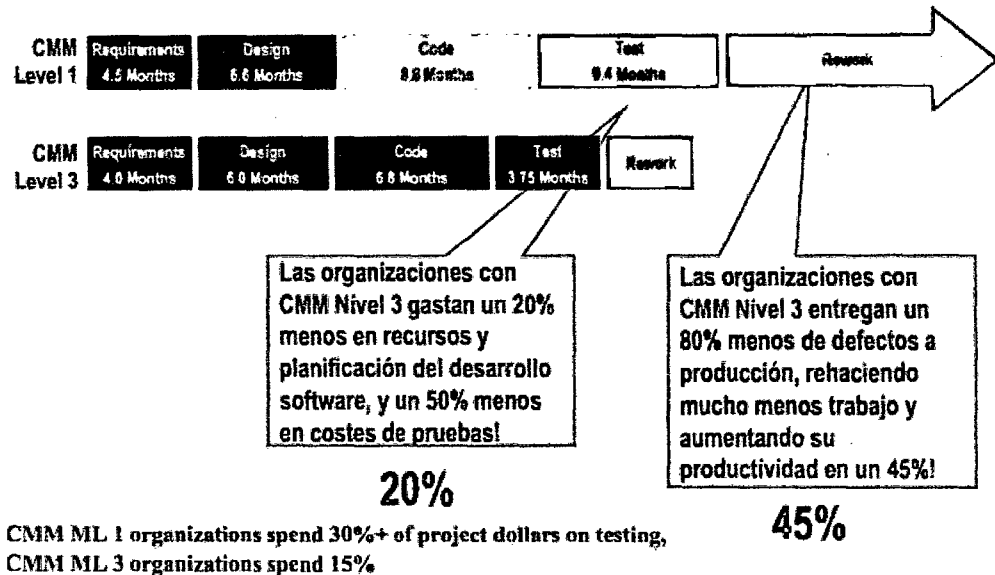 CMM
Level 1
Requirements
4.5 Months
Design
6.6 Months
Code
Months
Test
9.4 Months
Rework
CMM
Level 3
Requirements
4.0 Months
Design
6.0 Months
Code
6.8 Months
Test
3.75 Months
Rework
Las organizaciones con
CMM Nivel 3 gastan un 20%
menos en recursos y
planificación del desarrollo
software, y un 50% menos
en costes de pruebas!
20%
Las organizaciones con
CMM Nivel 3 entregan un
80% menos de defectos a
producción, rehaciendo
mucho menos trabajo y
aumentando su
productividad en un 45%!
45%
CMM ML 1 organizations spend 30%+ of project dollars on testing,
CMM ML 3 organizations spend 15%